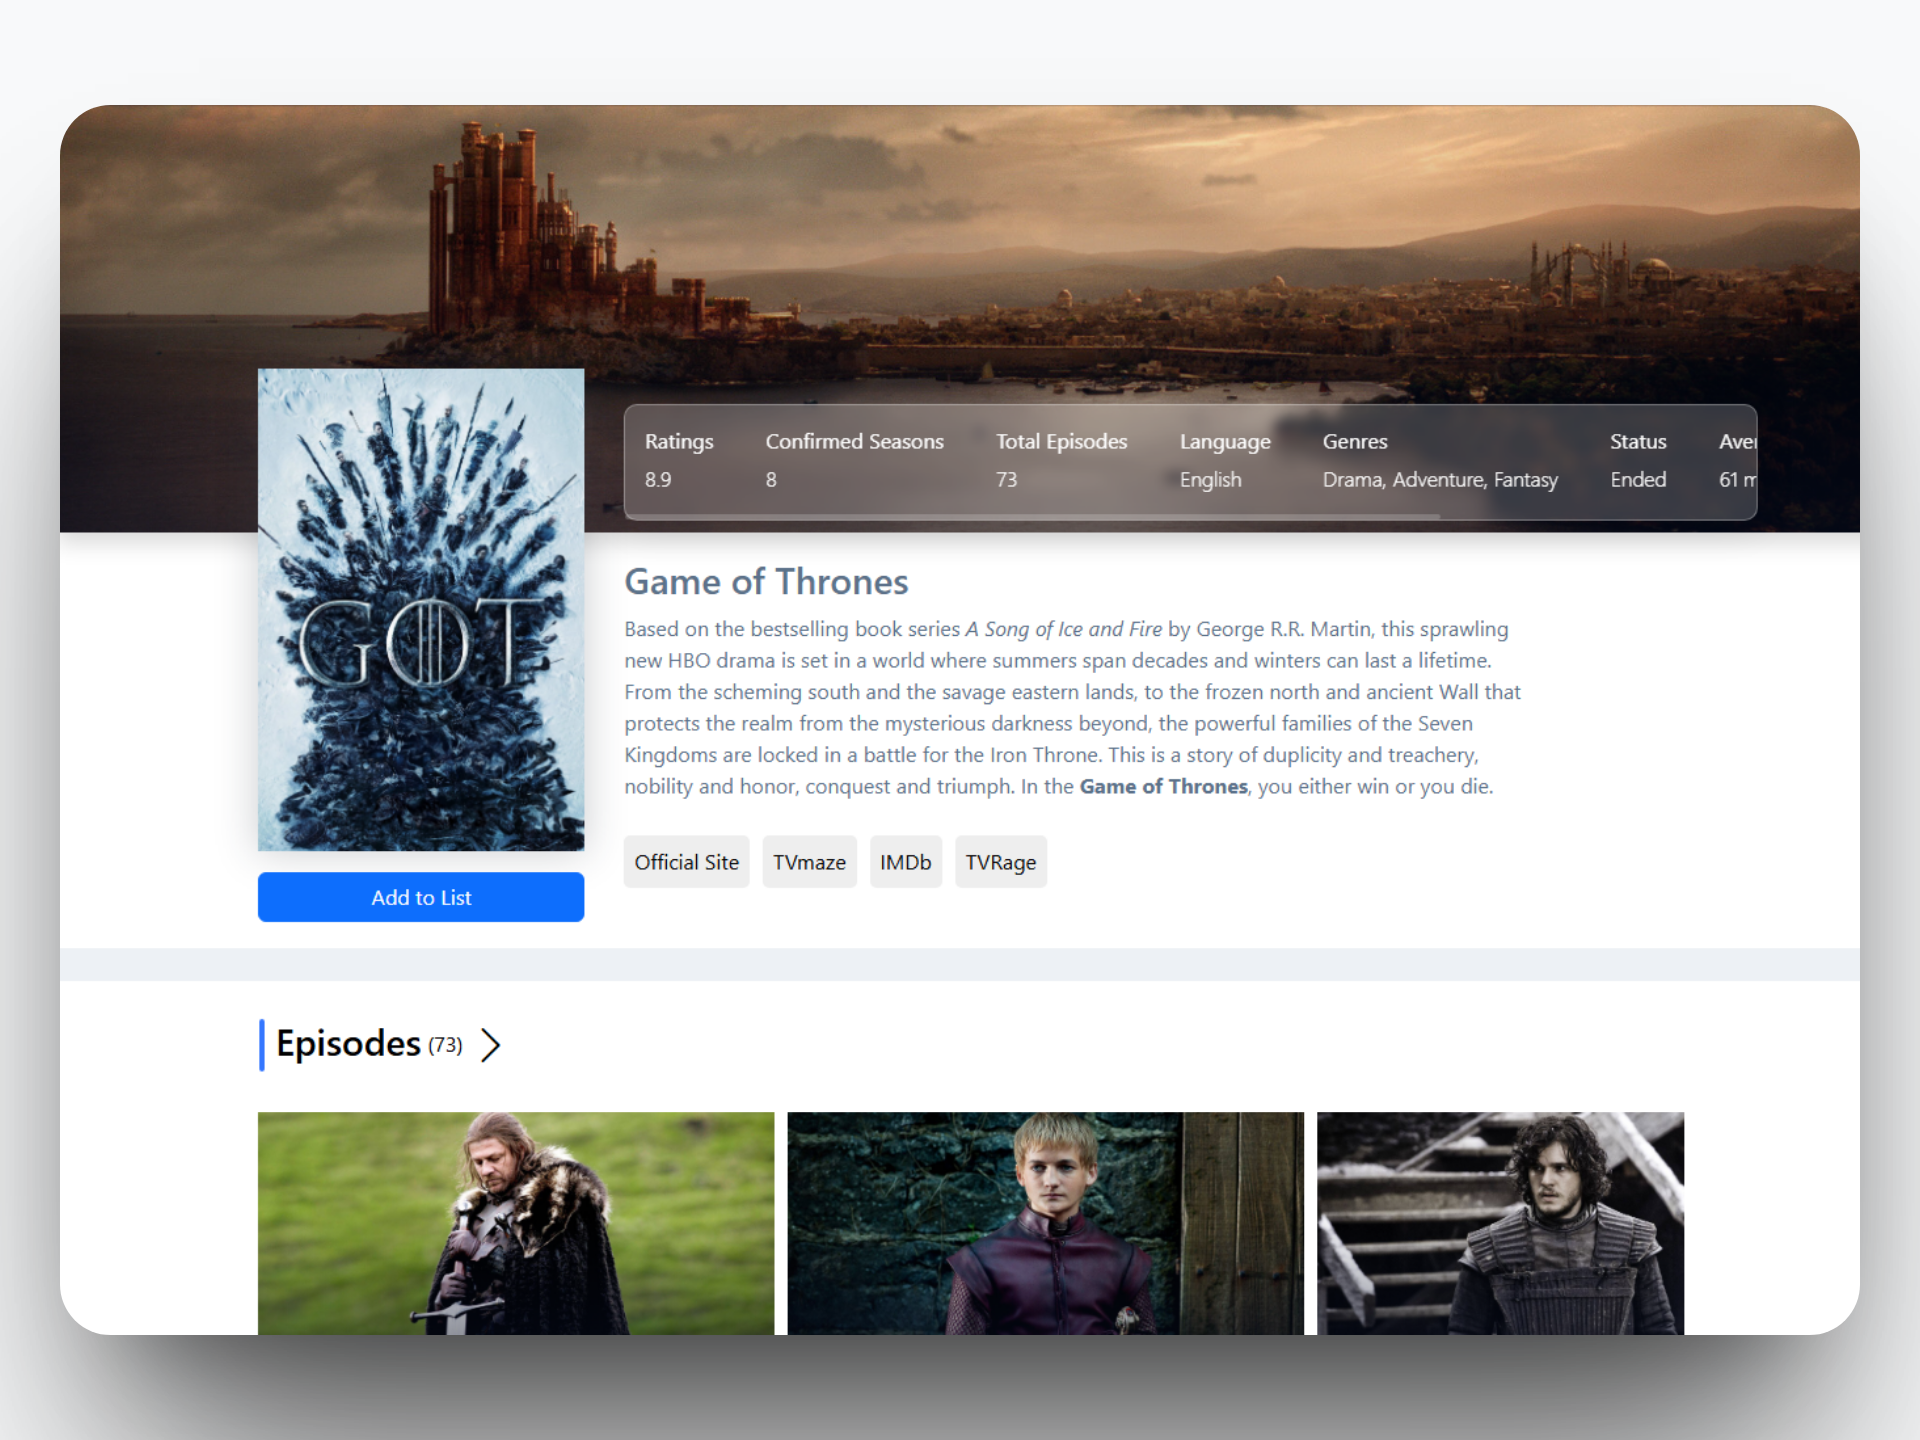 Ratings Confirmed Seasons Total Episodes Language Genres Status
8.9 8 73 English Drama, Adventure, Fantasy Ended 61
GOT
Game of Thrones
Based on the bestselling book series A Song of Ice and Fire by George R.R. Martin, this sprawling
new HBO drama is set in a world where summers span decades and winters can last a lifetime.
From the scheming south and the savage eastern lands, to the frozen north and ancient Wall that
protects the realm from the mysterious darkness beyond, the powerful families of the Seven
Kingdoms are locked in a battle for the Iron Throne. This is a story of duplicity and treachery,
nobility and honor, conquest and triumph. In the Game of Thrones, you either win or you die.
Official Site TVmaze IMDb TVRage
Add to List
Episodes (73)